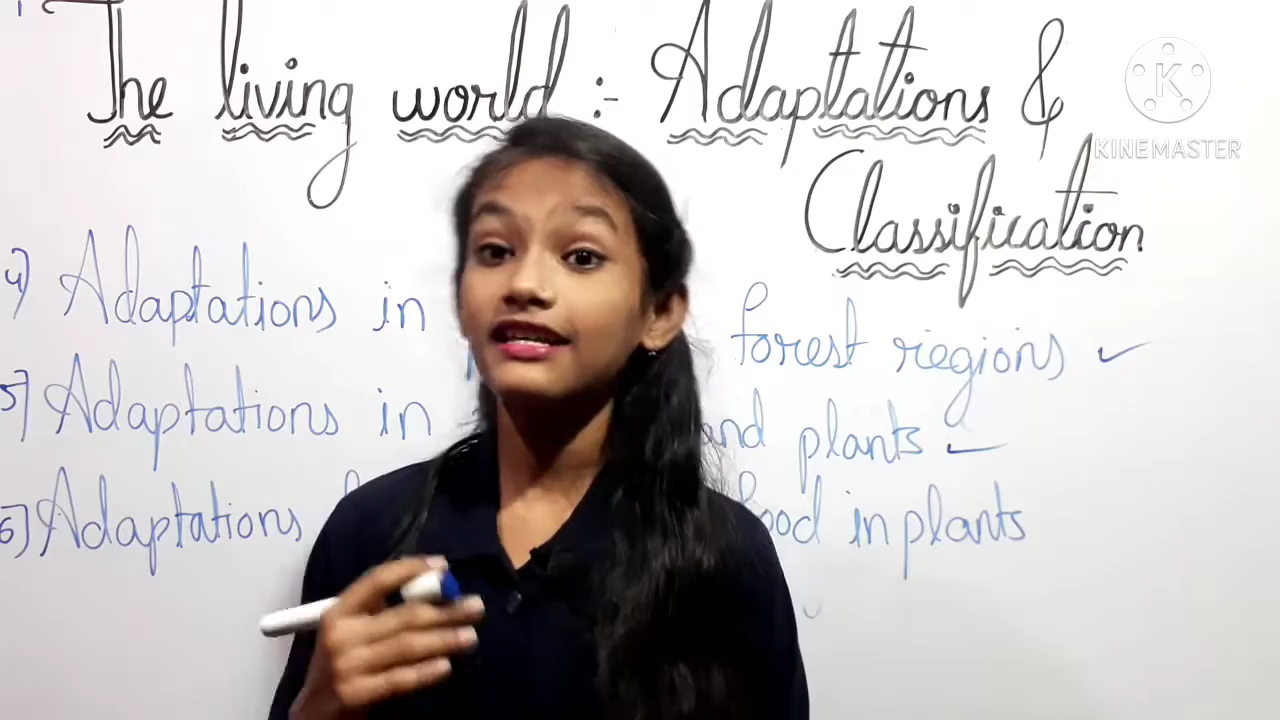 The living world :- Adaptations &
Classification
4) Adaptations in forest regions ✓
5) Adaptations in and plants ✓
6) Adaptations food in plants
K
KINEMASTER